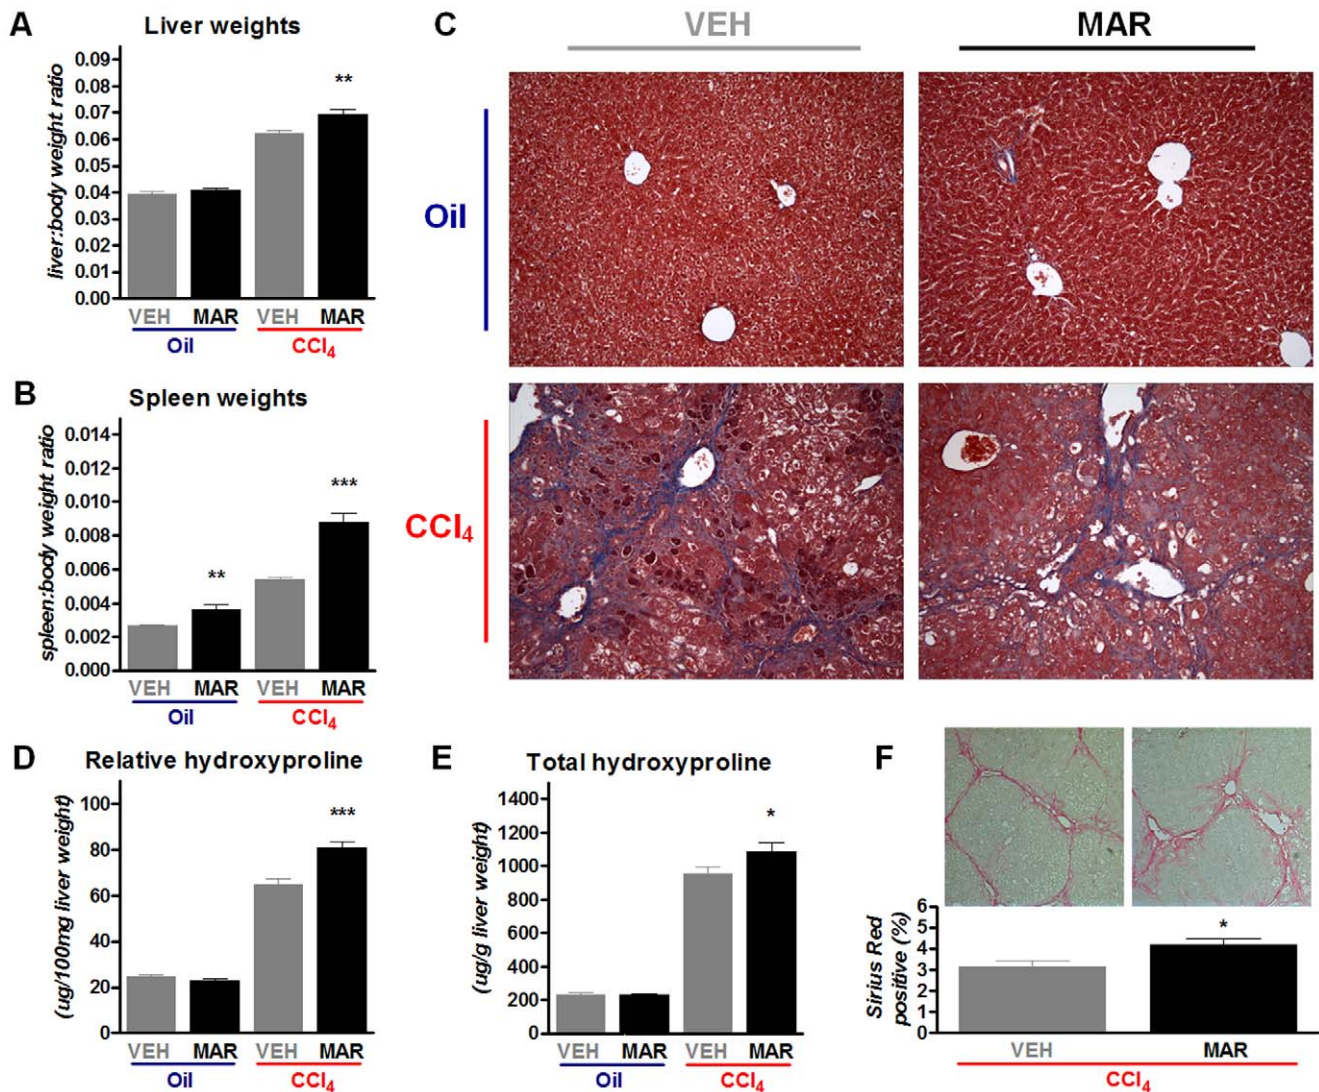 A
Liver weights
liver:body weight ratio
0.09
0.08
0.07
0.06
0.05
0.04
0.03
0.02
0.01
0.00
**
VEH MAR VEH MAR
Oil CCl₄
B
Spleen weights
spleen:body weight ratio
0.014
0.012
0.010
0.008
0.006
0.004
0.002
0.000
**
***
VEH MAR VEH MAR
Oil CCl₄
C
VEH MAR
Oil
CCl₄
D
Relative hydroxyproline
(ug/100mg liver weight)
100
80
60
40
20
0
***
VEH MAR VEH MAR
Oil CCl₄
E
Total hydroxyproline
(ug/g liver weight)
1400
1200
1000
800
600
400
200
0
*
VEH MAR VEH MAR
Oil CCl₄
F
Sirius Red
positive (%)
6
5
4
3
2
1
0
*
VEH MAR
CCl₄